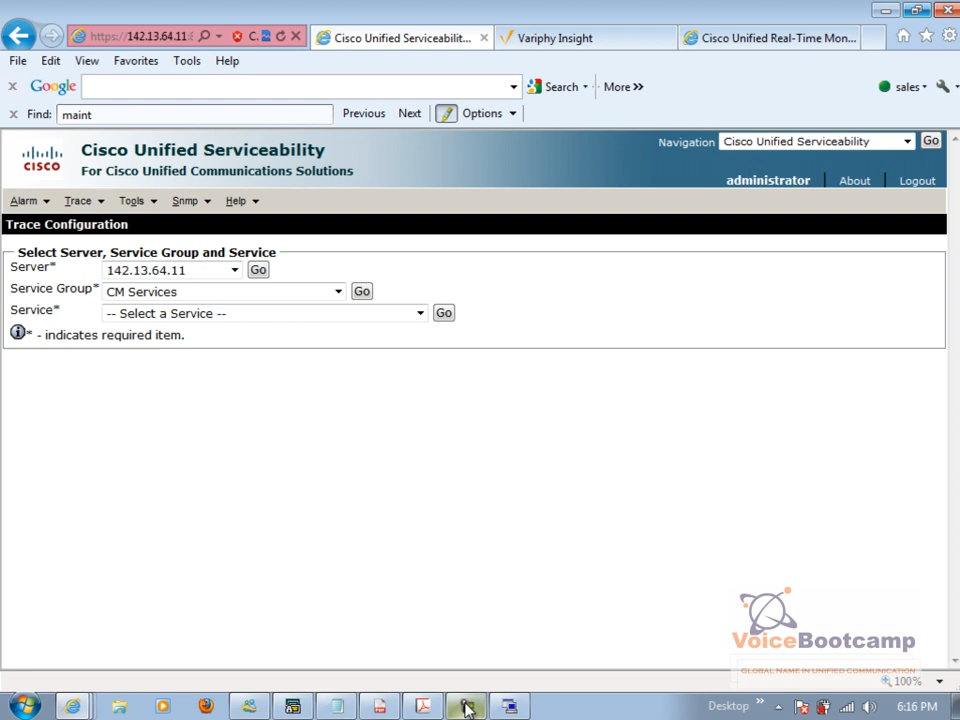 https://142.13.64.11:
C.
Cisco Unified Serviceabilit...
Variphy Insight
Cisco Unified Real-Time Mon...
File Edit View Favorites Tools Help
x Google Search More >> sales
x Find: maint Previous Next Options
Cisco Unified Serviceability
For Cisco Unified Communications Solutions
CISCO
Navigation Cisco Unified Serviceability Go
administrator About Logout
Alarm Trace Tools Snmp Help
Trace Configuration
Select Server, Service Group and Service
Server* 142.13.64.11 Go
Service Group* CM Services Go
Service* -- Select a Service -- Go
* - indicates required item.
VoiceBootcamp
GLOBAL NAME IN UNIFIED COMMUNICATION
100%
Desktop >> 6:16 PM